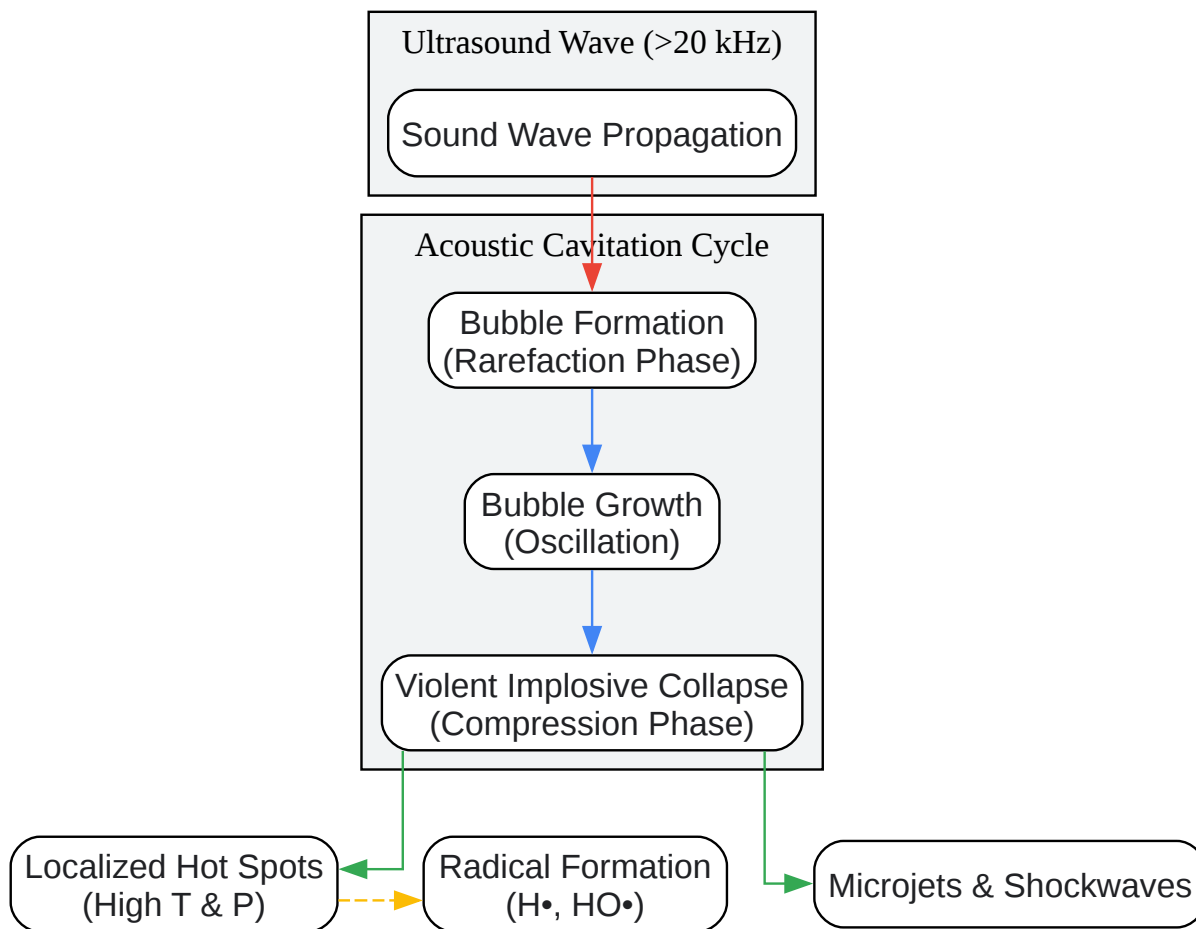 Ultrasound Wave (>20 kHz)
Sound Wave Propagation
Acoustic Cavitation Cycle
Bubble Formation
(Rarefaction Phase)
Bubble Growth
(Oscillation)
Violent Implosive Collapse
(Compression Phase)
Localized Hot Spots
(High T & P)
Radical Formation
(H•, HO•)
Microjets & Shockwaves